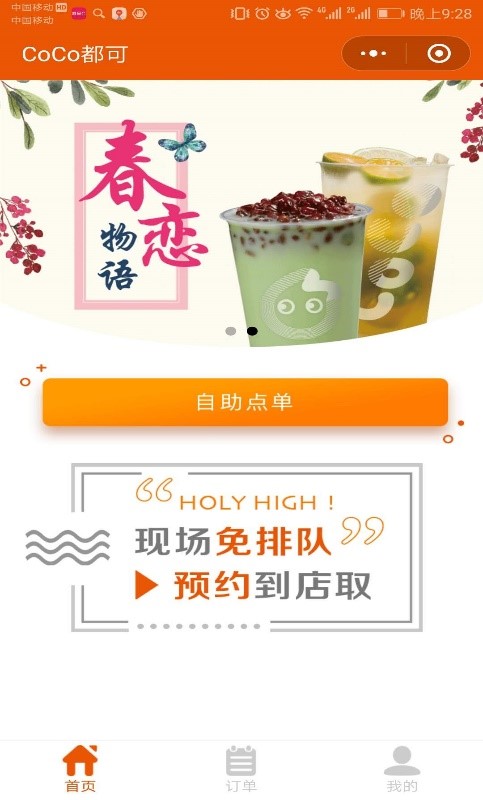 中国移动 HD
中国移动
4G 2G 晚上9:28
CoCo都可
春恋
物语
自助点单
“HOLY HIGH！
现场免排队”
预约到店取
首页 订单 我的